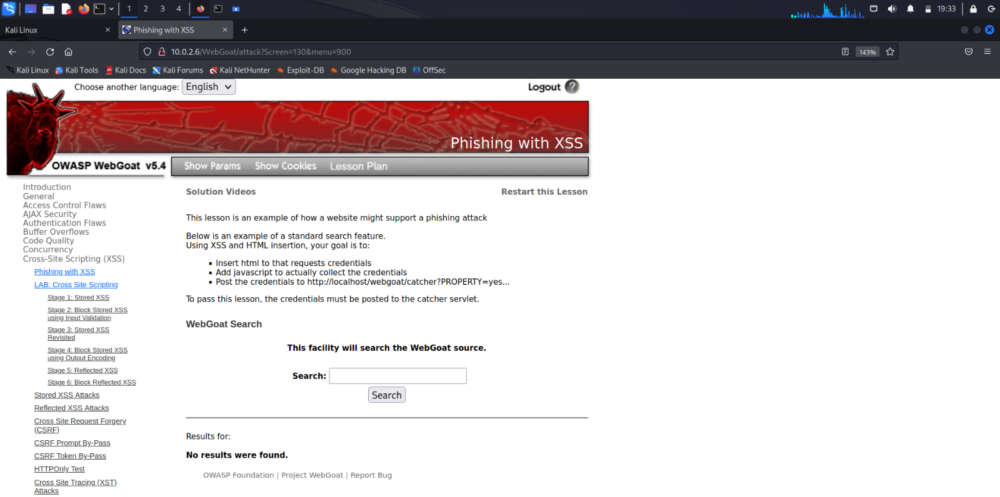 1 2 3 4 19:33
Kali Linux × Phishing with XSS × +
10.0.2.6/WebGoat/attack?Screen=130&menu=900 143%
Kali Linux Kali Tools Kali Docs Kali Forums Kali NetHunter Exploit-DB Google Hacking DB OffSec
Choose another language: English Logout ?
Phishing with XSS
OWASP WebGoat v5.4 Show Params Show Cookies Lesson Plan
Introduction
General
Access Control Flaws
AJAX Security
Authentication Flaws
Buffer Overflows
Code Quality
Concurrency
Cross-Site Scripting (XSS)
Phishing with XSS
LAB: Cross Site Scripting
Stage 1: Stored XSS
Stage 2: Block Stored XSS
using Input Validation
Stage 3: Stored XSS
Revisited
Stage 4: Block Stored XSS
using Output Encoding
Stage 5: Reflected XSS
Stage 6: Block Reflected XSS
Stored XSS Attacks
Reflected XSS Attacks
Cross Site Request Forgery
(CSRF)
CSRF Prompt By-Pass
CSRF Token By-Pass
HTTPOnly Test
Cross Site Tracing (XST)
Attacks
Solution Videos Restart this Lesson
This lesson is an example of how a website might support a phishing attack
Below is an example of a standard search feature.
Using XSS and HTML insertion, your goal is to:
Insert html to that requests credentials
Add javascript to actually collect the credentials
Post the credentials to http://localhost/webgoat/catcher?PROPERTY=yes...
To pass this lesson, the credentials must be posted to the catcher servlet.
WebGoat Search
This facility will search the WebGoat source.
Search:
Search
Results for:
No results were found.
OWASP Foundation | Project WebGoat | Report Bug